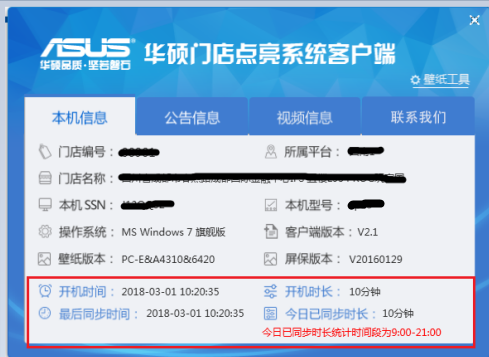 ASUS
华硕品质·坚若磐石
华硕门店点亮系统客户端
壁纸工具
本机信息 公告信息 视频信息 联系我们
门店编号： 所属平台：
门店名称：
本机 SSN： 本机型号：
操作系统： MS Windows 7 旗舰版 客户端版本： V2.1
壁纸版本： PC-E&A4310&6420 屏保版本： V20160129
开机时间： 2018-03-01 10:20:35 开机时长： 10分钟
最后同步时间： 2018-03-01 10:20:35 今日已同步时长： 10分钟
今日已同步时长统计时间段为9:00-21:00